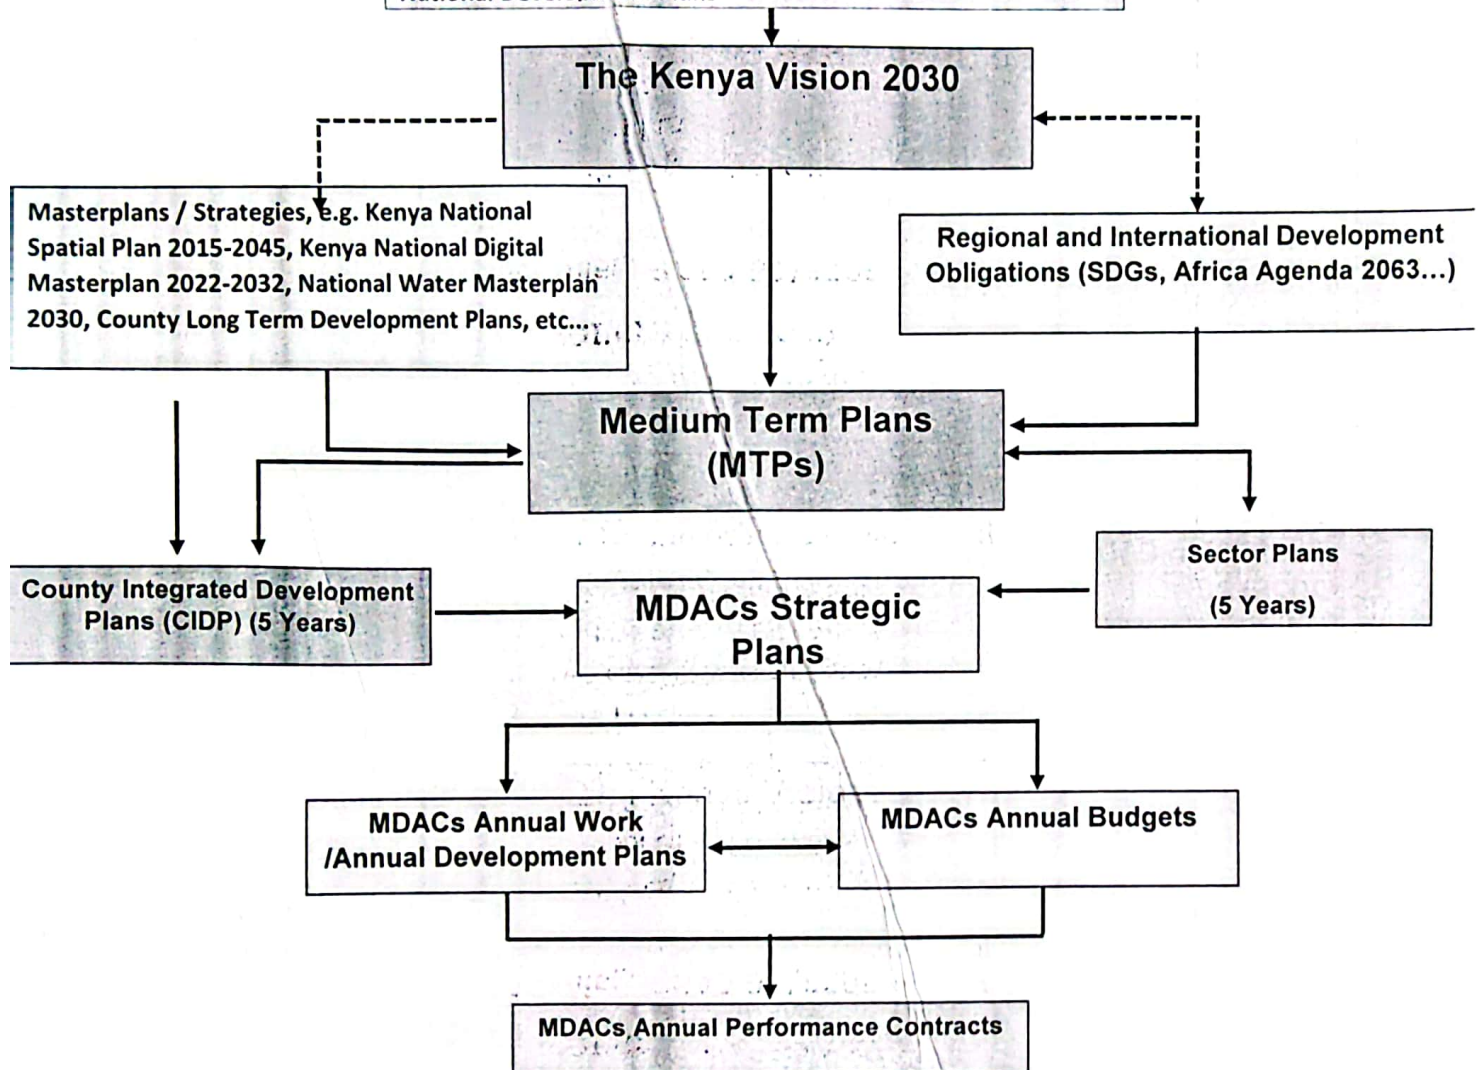 The Kenya Vision 2030
Masterplans / Strategies, e.g. Kenya National
Spatial Plan 2015-2045, Kenya National Digital
Masterplan 2022-2032, National Water Masterplan
2030, County Long Term Development Plans, etc...
Regional and International Development
Obligations (SDGs, Africa Agenda 2063...)
Medium Term Plans
(MTPs)
Sector Plans
(5 Years)
County Integrated Development
Plans (CIDP) (5 Years)
MDACs Strategic
Plans
MDACs Annual Work
/Annual Development Plans
MDACs Annual Budgets
MDACs Annual Performance Contracts